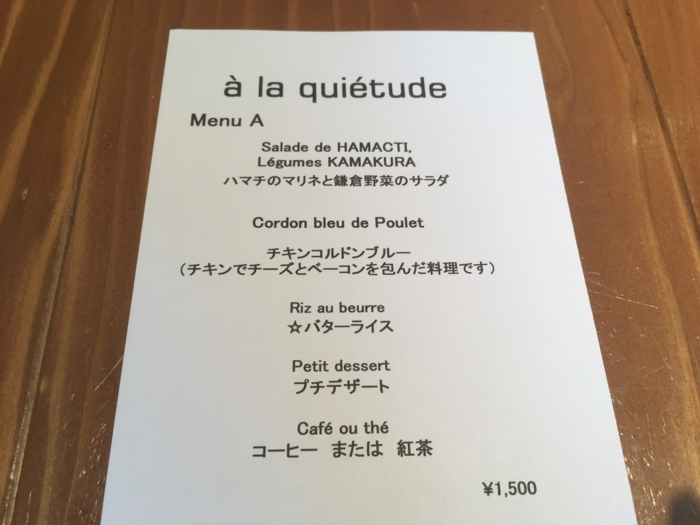 à la quiétude
Menu A
Salade de HAMACTI,
Légumes KAMAKURA
ハマチのマリネと鎌倉野菜のサラダ
Cordon bleu de Poulet
チキンコルドンブルー
（チキンでチーズとベーコンを包んだ料理です）
Riz au beurre
☆バターライス
Petit dessert
プチデザート
Café ou thé
コーヒー　または　紅茶
¥1,500